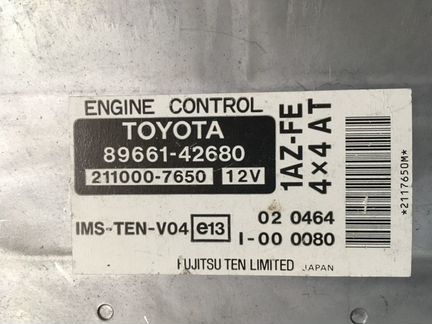 ENGINE CONTROL
TOYOTA
89661-42680
211000-7650 12V
1AZ-FE
4×4 AT
IMS-TEN-V04 e13 02 0464
I-00 0080
FUJITSU TEN LIMITED JAPAN
*2117650M*